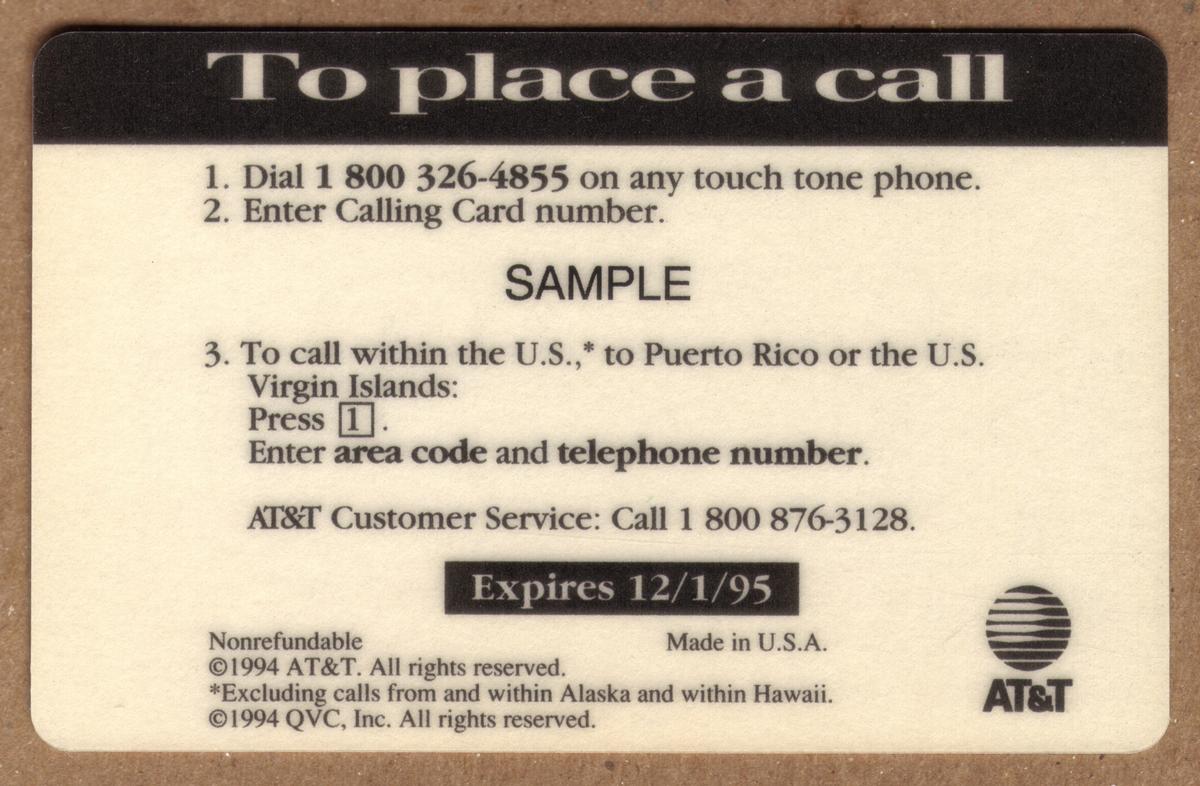 To place a call
1. Dial 1 800 326-4855 on any touch tone phone.
2. Enter Calling Card number.
SAMPLE
3. To call within the U.S.,* to Puerto Rico or the U.S.
Virgin Islands:
Press 1 .
Enter area code and telephone number.
AT&T Customer Service: Call 1 800 876-3128.
Expires 12/1/95
Nonrefundable Made in U.S.A.
©1994 AT&T. All rights reserved.
*Excluding calls from and within Alaska and within Hawaii.
©1994 QVC, Inc. All rights reserved.
AT&T